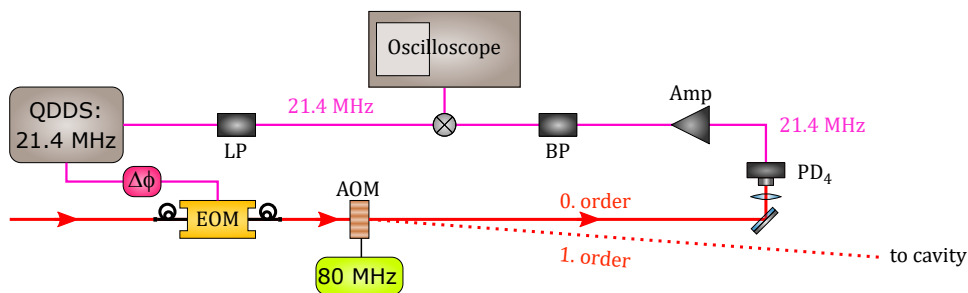 Oscilloscope
QDDS:
21.4 MHz
21.4 MHz
Amp
21.4 MHz
LP
BP
PD4
Δϕ
AOM
EOM
0. order
1. order
to cavity
80 MHz